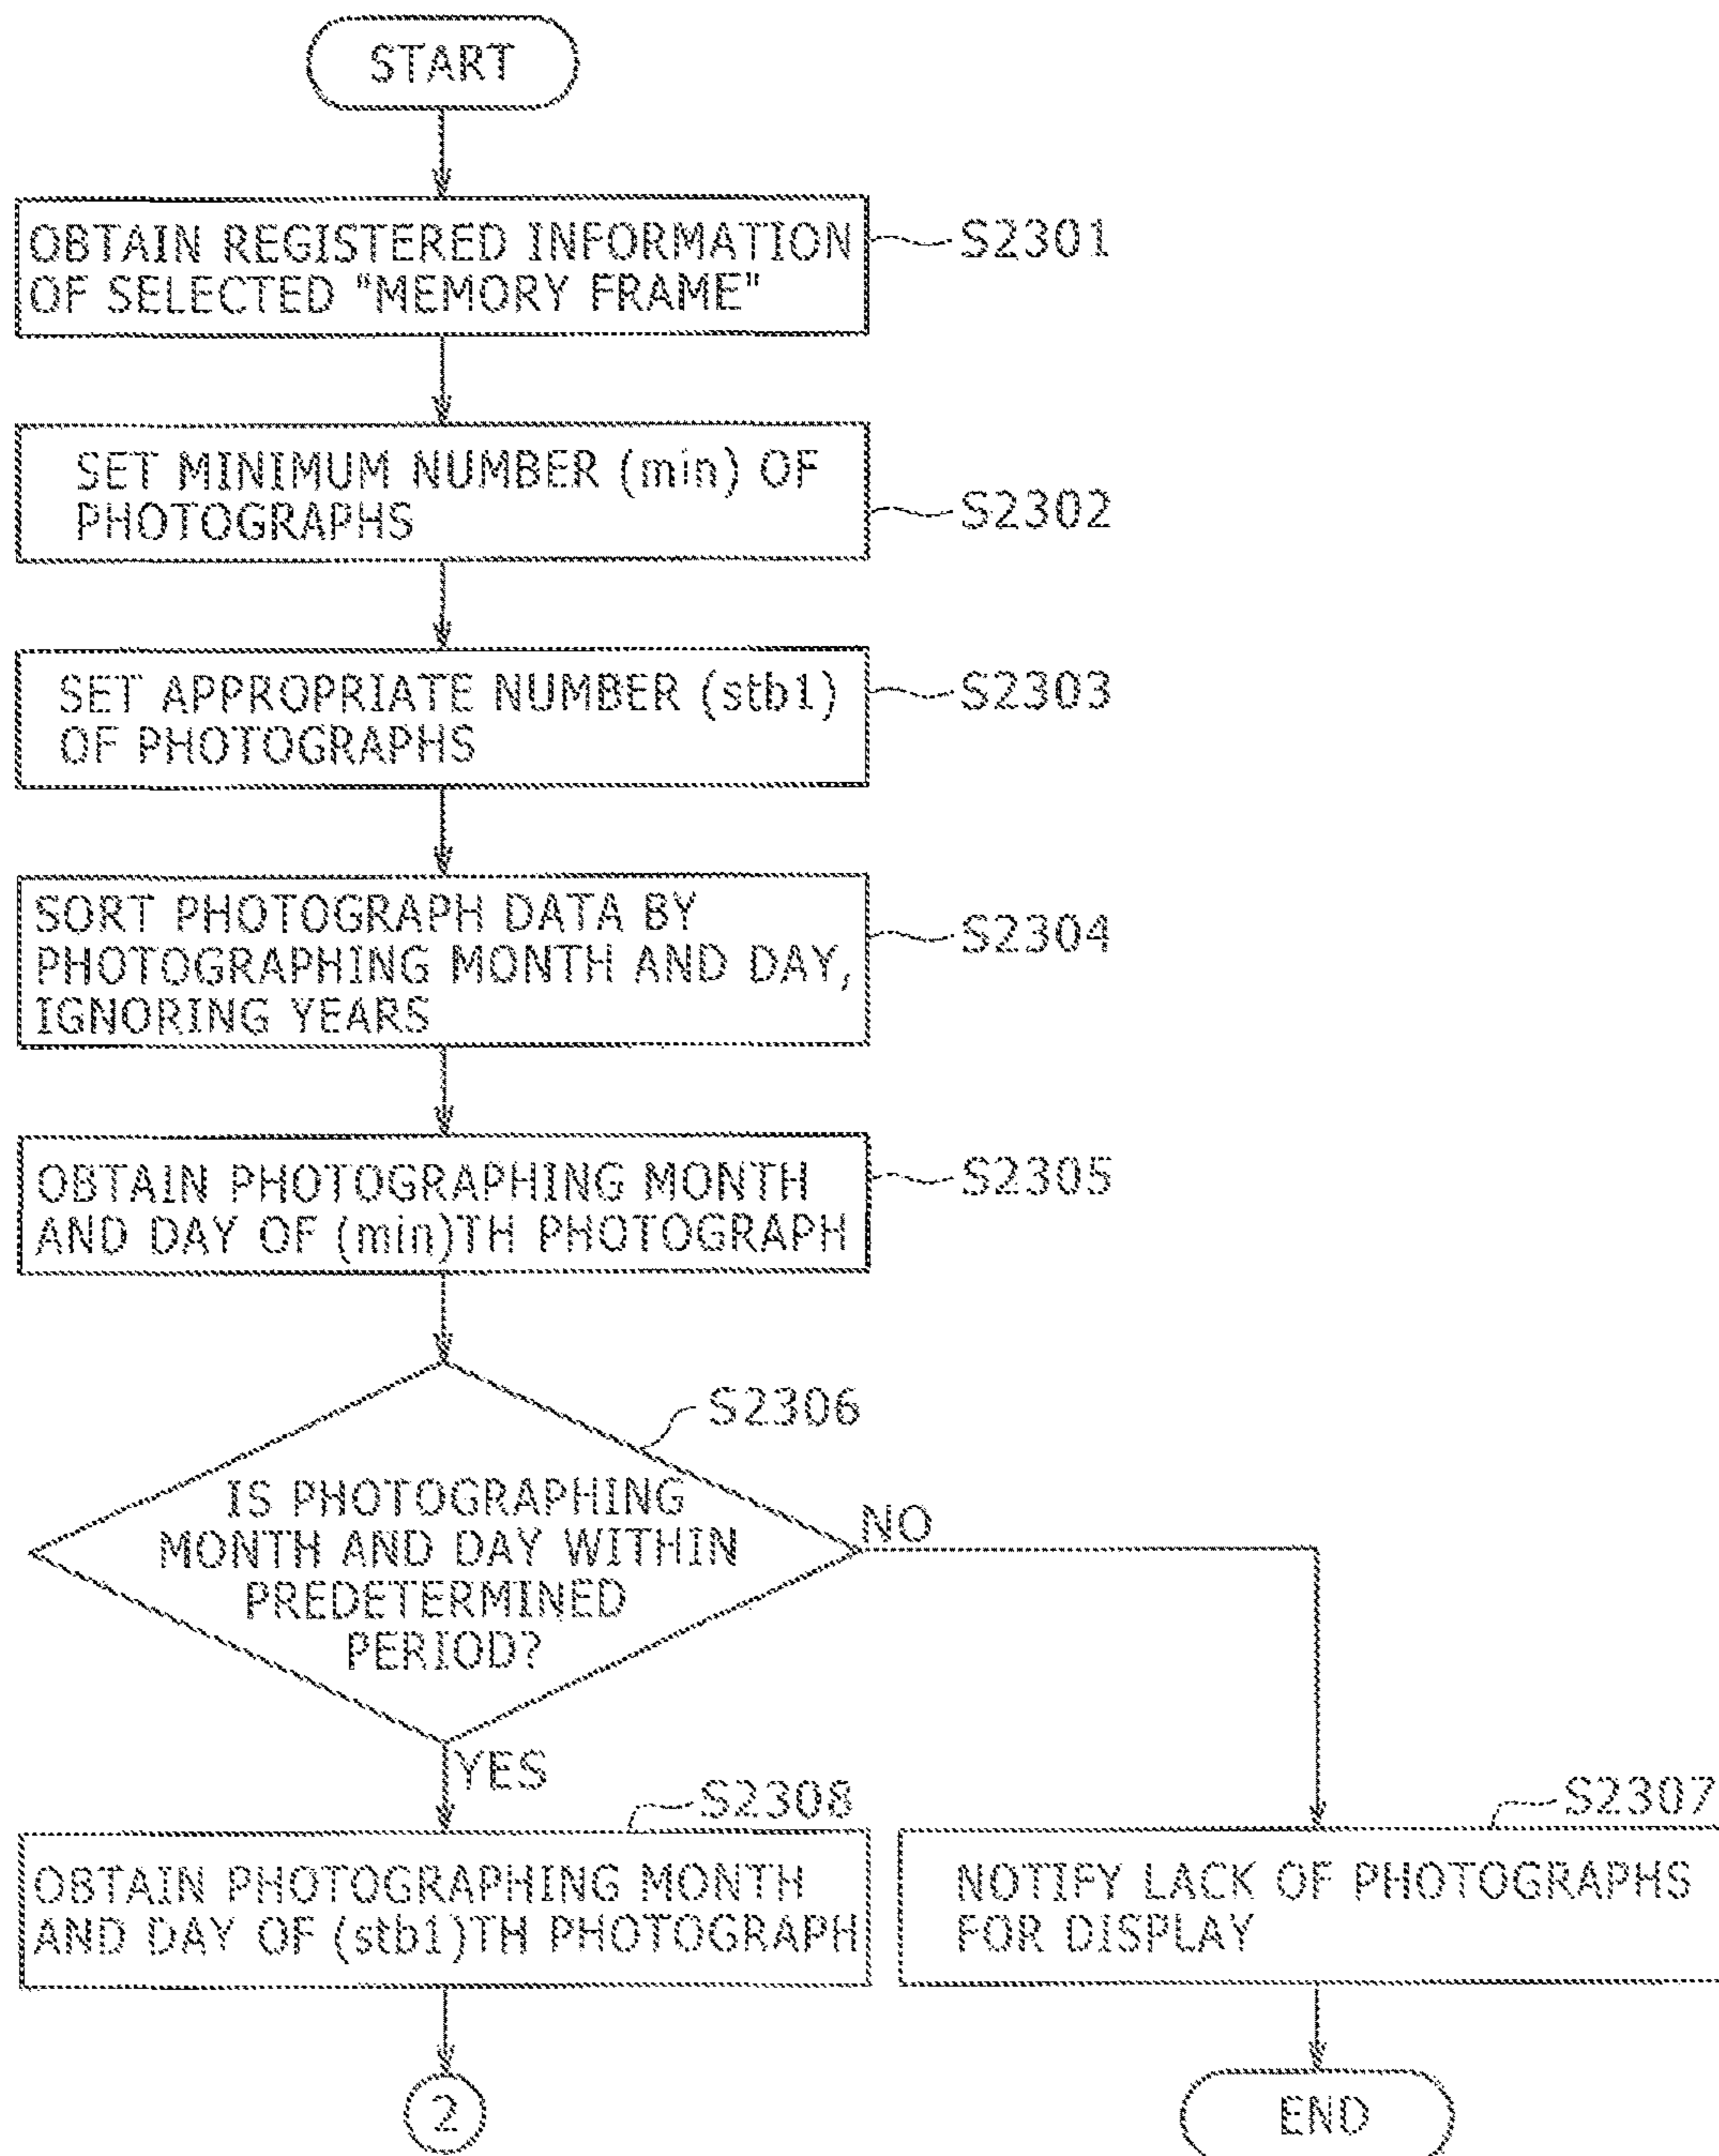 START
OBTAIN REGISTERED INFORMATION
OF SELECTED "MEMORY FRAME"
S2301
SET MINIMUM NUMBER (min) OF
PHOTOGRAPHS
S2302
SET APPROPRIATE NUMBER (stb1)
OF PHOTOGRAPHS
S2303
SORT PHOTOGRAPH DATA BY
PHOTOGRAPHING MONTH AND DAY,
IGNORING YEARS
S2304
OBTAIN PHOTOGRAPHING MONTH
AND DAY OF (min)TH PHOTOGRAPH
S2305
S2306
IS PHOTOGRAPHING
MONTH AND DAY WITHIN
PREDETERMINED
PERIOD?
NO
YES
S2308
OBTAIN PHOTOGRAPHING MONTH
AND DAY OF (stb1)TH PHOTOGRAPH
S2307
NOTIFY LACK OF PHOTOGRAPHS
FOR DISPLAY
2
END